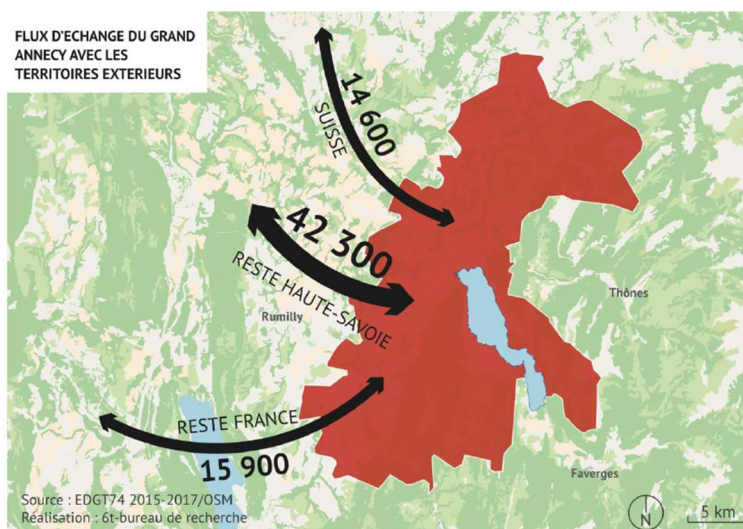 FLUX D'ECHANGE DU GRAND
ANNECY AVEC LES
TERRITOIRES EXTERIEURS
14 600
SUISSE
42 300
RESTE HAUTE-SAVOIE
Thônes
Rumilly
RESTE FRANCE
15 900
Faverges
Source : EDGT74 2015-2017/OSM
Réalisation : 6t-bureau de recherche
N
5 km